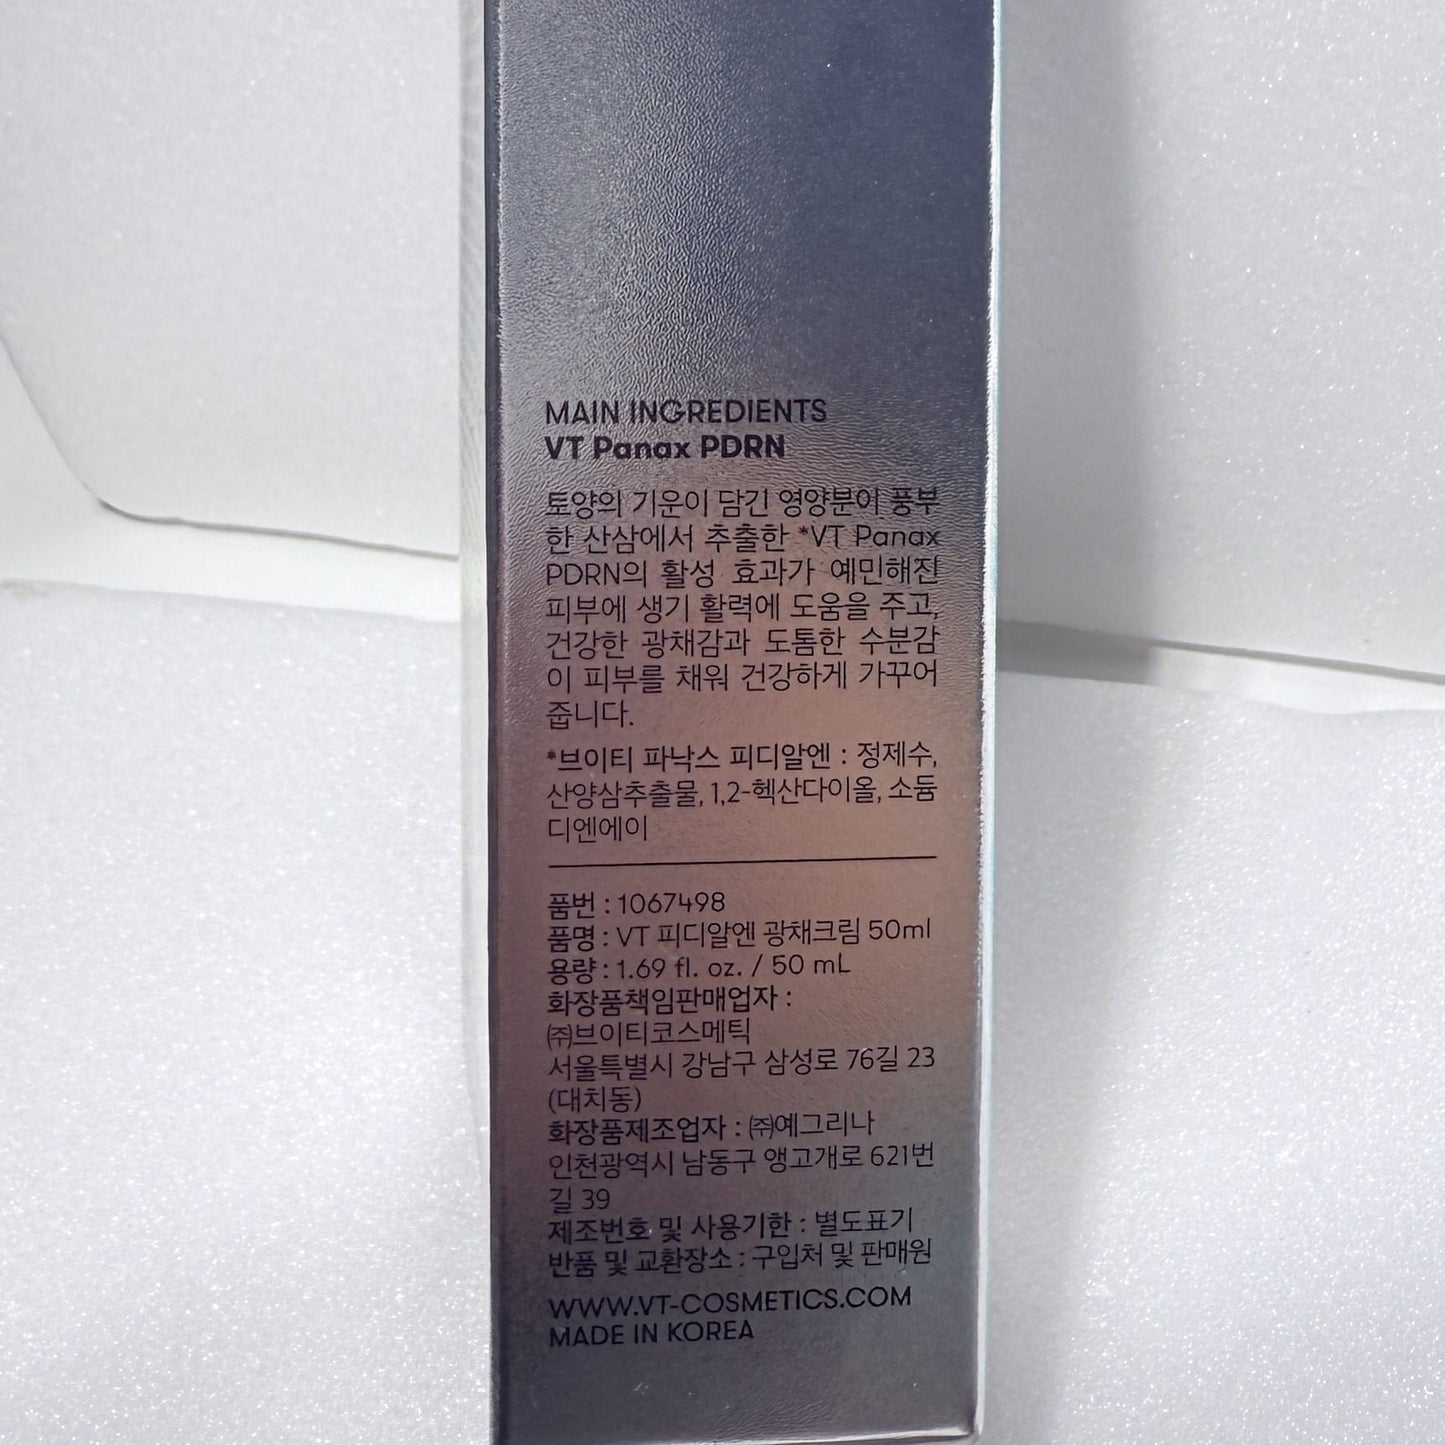 MAIN INGREDIENTS
VT Panax PDRN
토양의 기운이 담긴 영양분이 풍부
한 산삼에서 추출한 *VT Panax
PDRN의 활성 효과가 예민해진
피부에 생기 활력에 도움을 주고,
건강한 광채감과 도톰한 수분감
이 피부를 채워 건강하게 가꾸어
줍니다.
*브이티 파낙스 피디알엔 : 정제수,
산양삼추출물, 1,2-헥산다이올, 소듐
디엔에이
품번 : 1067498
품명 : VT 피디알엔 광채크림 50ml
용량 : 1.69 fl. oz. / 50 mL
화장품책임판매업자 :
㈜브이티코스메틱
서울특별시 강남구 삼성로 76길 23
(대치동)
화장품제조업자 : ㈜예그리나
인천광역시 남동구 앵고개로 621번
길 39
제조번호 및 사용기한 : 별도표기
반품 및 교환장소 : 구입처 및 판매원
WWW.VT-COSMETICS.COM
MADE IN KOREA